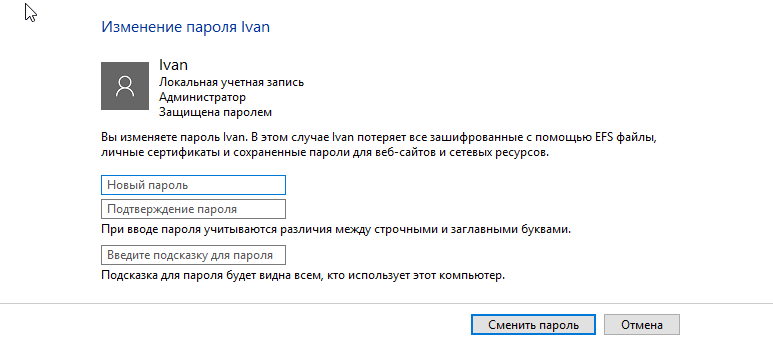 Изменение пароля Ivan
Ivan
Локальная учетная запись
Администратор
Защищена паролем
Вы изменяете пароль Ivan. В этом случае Ivan потеряет все зашифрованные с помощью EFS файлы,
личные сертификаты и сохраненные пароли для веб-сайтов и сетевых ресурсов.
Новый пароль
Подтверждение пароля
При вводе пароля учитываются различия между строчными и заглавными буквами.
Введите подсказку для пароля
Подсказка для пароля будет видна всем, кто использует этот компьютер.
Сменить пароль
Отмена